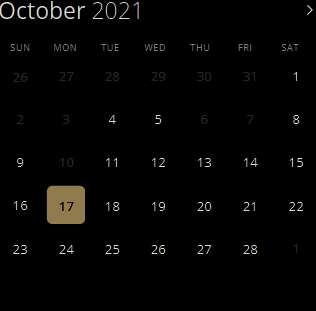 October 2021
SUN MON TUE WED THU FRI SAT
26 27 28 29 30 31 1
2 3 4 5 6 7 8
9 10 11 12 13 14 15
16 17 18 19 20 21 22
23 24 25 26 27 28 1